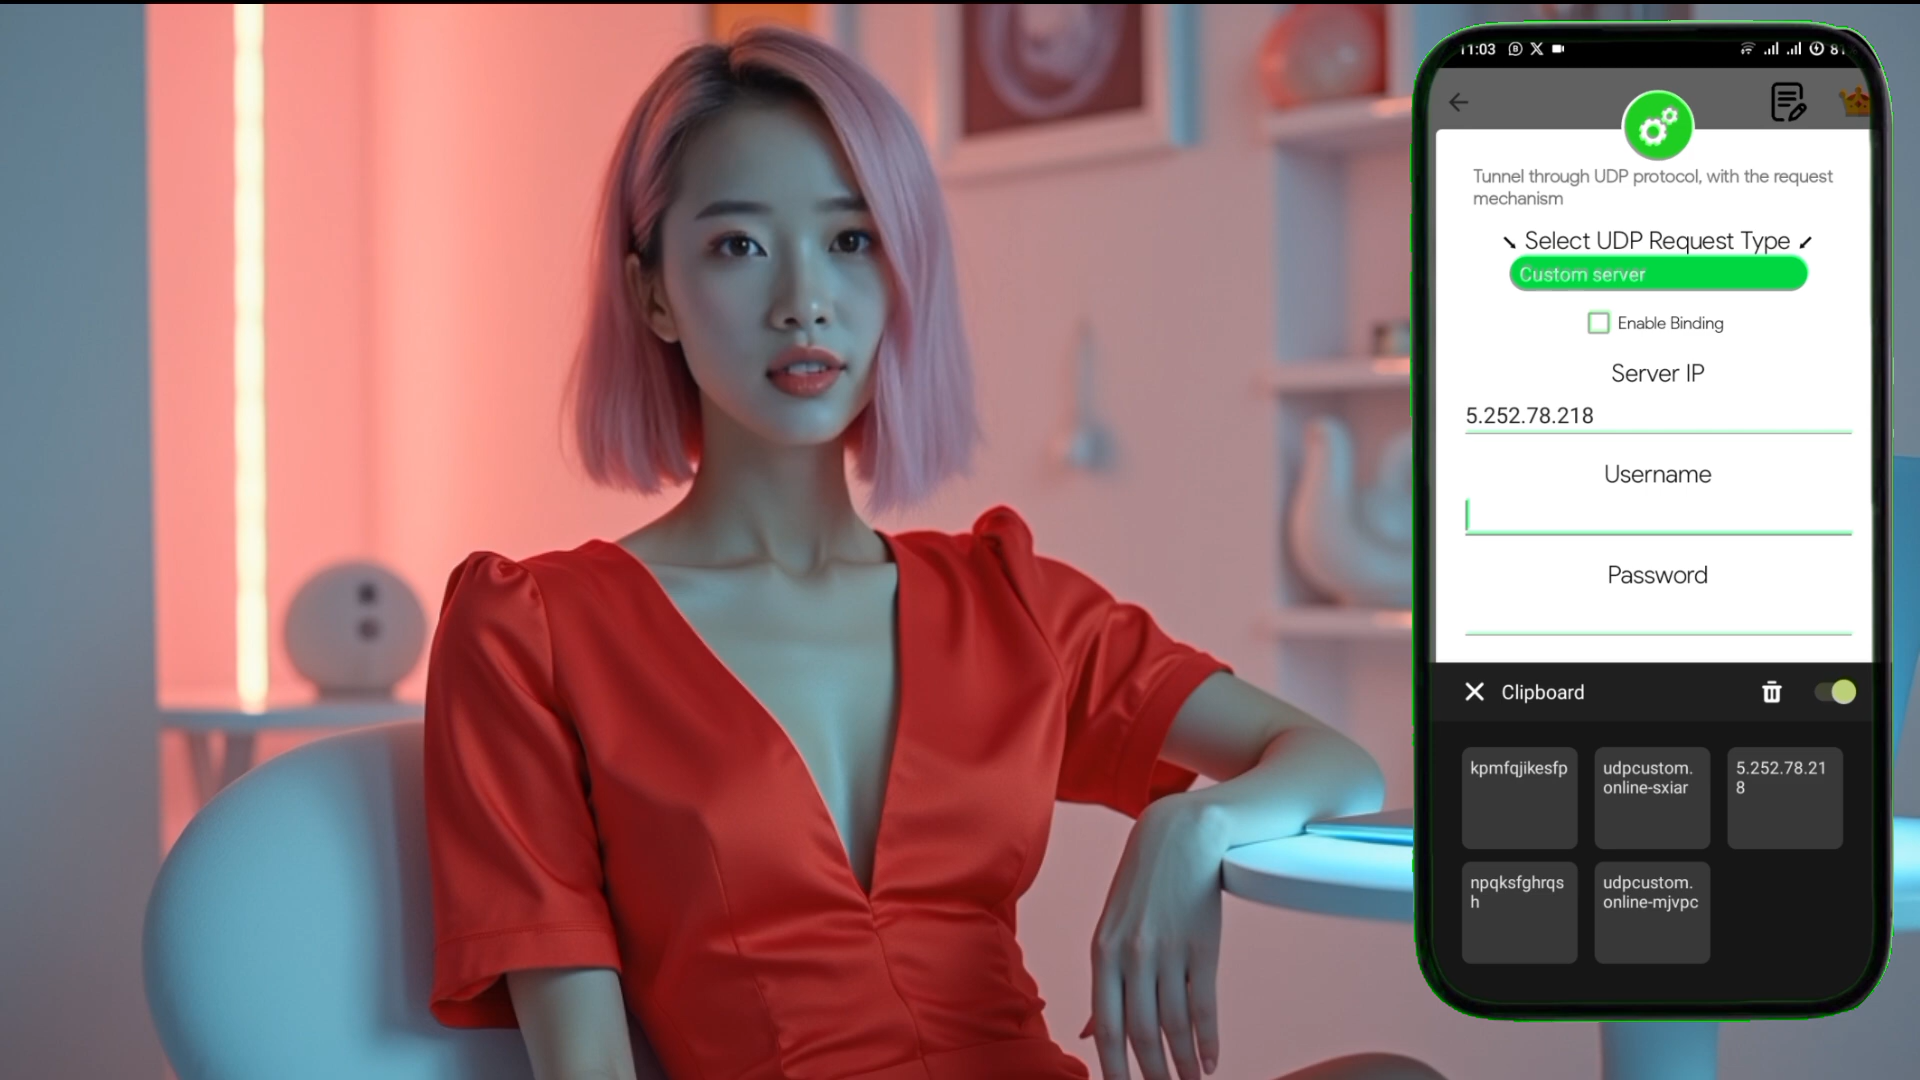 11:03
81
Tunnel through UDP protocol, with the request
mechanism
Select UDP Request Type
Custom server
Enable Binding
Server IP
5.252.78.218
Username
Password
Clipboard
kpmfqjikesfp
udpcustom.
online-sxiar
5.252.78.21
8
npqksfghrqs
h
udpcustom.
online-mjvpc